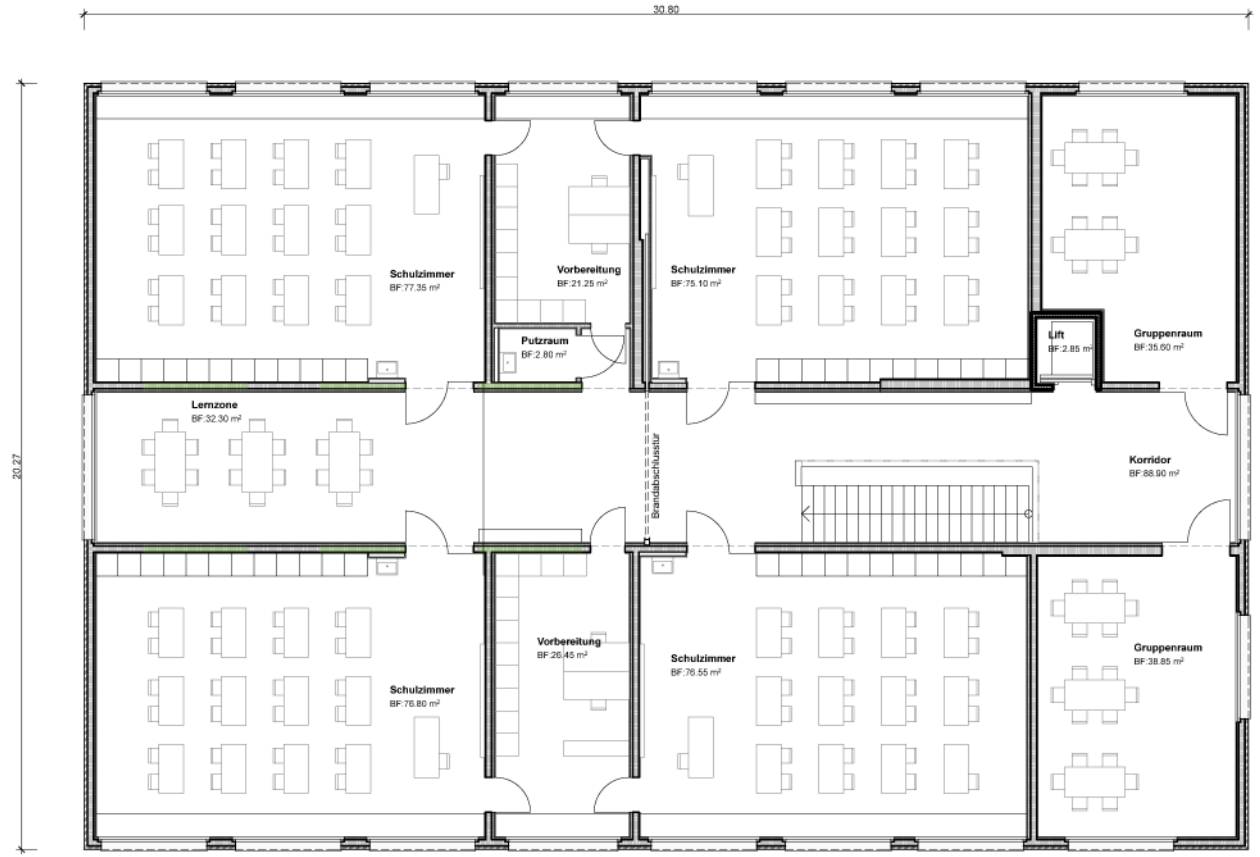 30.80
20.27
Schulzimmer
BF:77.35 m²
Vorbereitung
BF:21.25 m²
Schulzimmer
BF:75.10 m²
Putzraum
BF:2.80 m²
Lift
BF:2.85 m²
Gruppenraum
BF:35.60 m²
Lernzone
BF:32.30 m²
Brandabschlusstür
Korridor
BF:88.90 m²
Schulzimmer
BF:76.80 m²
Vorbereitung
BF:26.45 m²
Schulzimmer
BF:76.55 m²
Gruppenraum
BF:38.85 m²